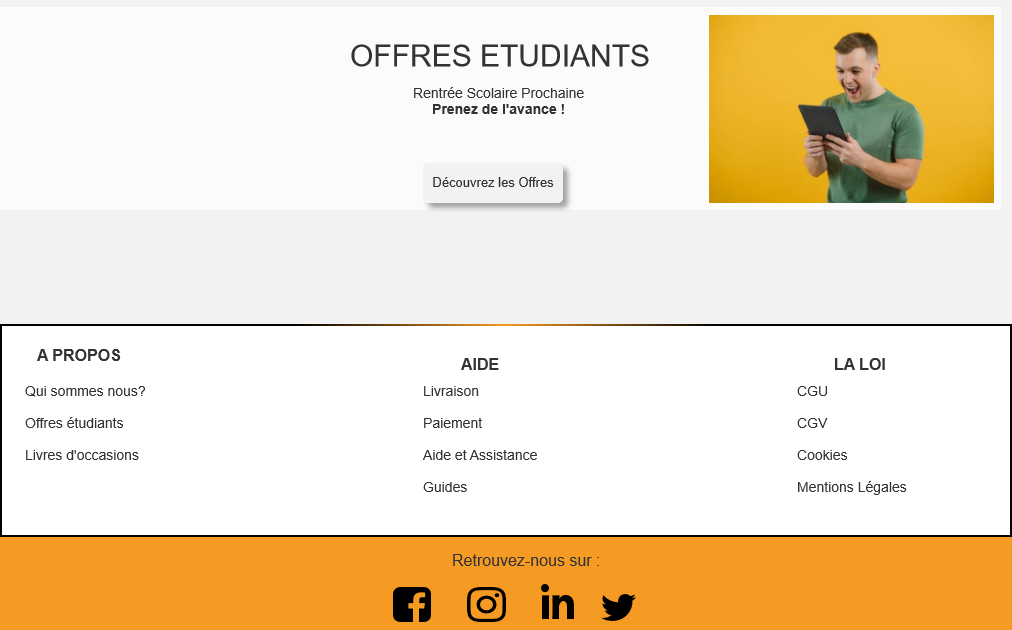 OFFRES ETUDIANTS
Rentrée Scolaire Prochaine
Prenez de l'avance !
Découvrez les Offres
A PROPOS
Qui sommes nous?
Offres étudiants
Livres d'occasions
AIDE
Livraison
Paiement
Aide et Assistance
Guides
LA LOI
CGU
CGV
Cookies
Mentions Légales
Retrouvez-nous sur :